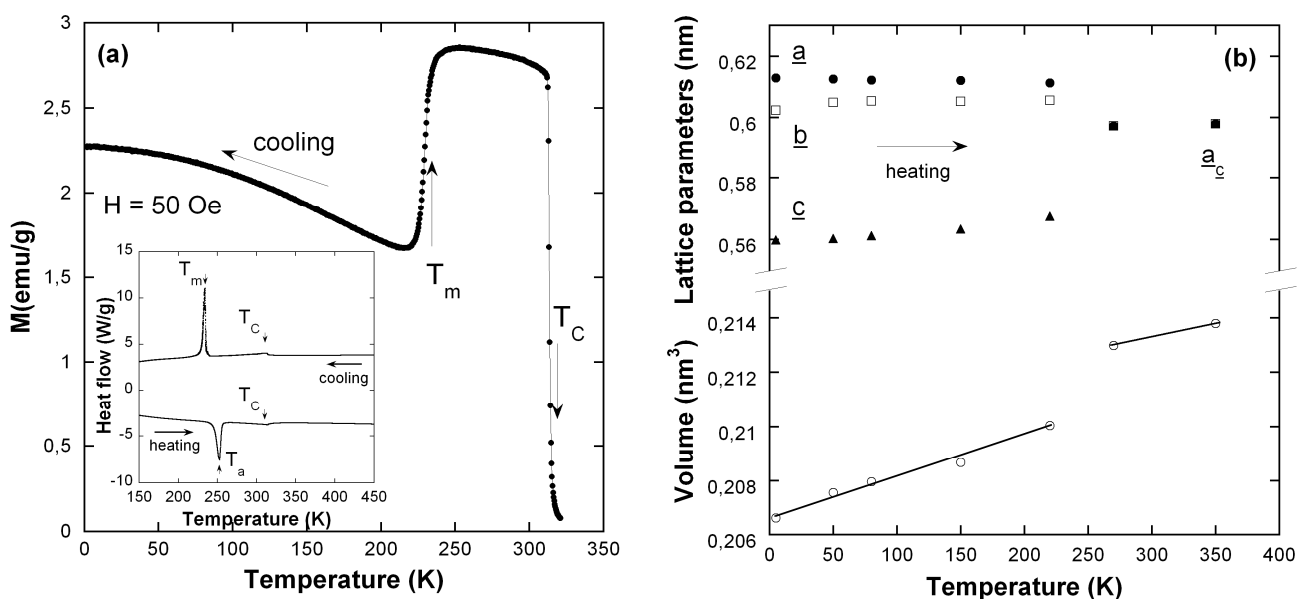 (a)
3
2,5
2
1,5
1
0,5
0
M(emu/g)
cooling
H = 50 Oe
T_m
T_C
0 50 100 150 200 250 300 350
Temperature (K)
15
10
5
0
-5
-10
Heat flow (W/g)
T_m
T_C
cooling
T_C
heating
T_a
150 200 250 300 350 400 450
Temperature (K)
(b)
0,62
0,6
0,58
0,56
Lattice parameters (nm)
a
b
heating
a_c
c
0,214
0,212
0,21
0,208
0,206
Volume (nm³)
0 50 100 150 200 250 300 350 400
Temperature (K)